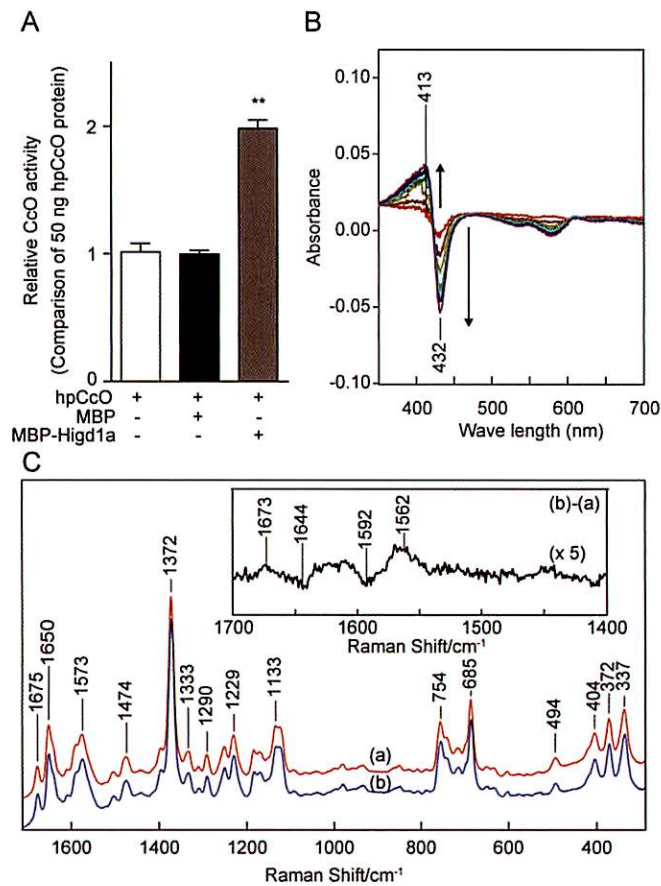 A
Relative CcO activity
(Comparison of 50 ng hpCcO protein)
2
1
0
**
hpCcO + + +
MBP - + -
MBP-Higd1a - - +
B
Absorbance
0.10
0.05
0.00
-0.05
-0.10
413
432
400 500 600 700
Wave length (nm)
C
1675
1650
1573
1474
1372
1333
1290
1229
1133
754
685
494
404
372
337
(a)
(b)
1673
1644
1592
1562
(b)-(a)
(x 5)
1700 1600 1500 1400
Raman Shift/cm⁻¹
1600 1400 1200 1000 800 600 400
Raman Shift/cm⁻¹